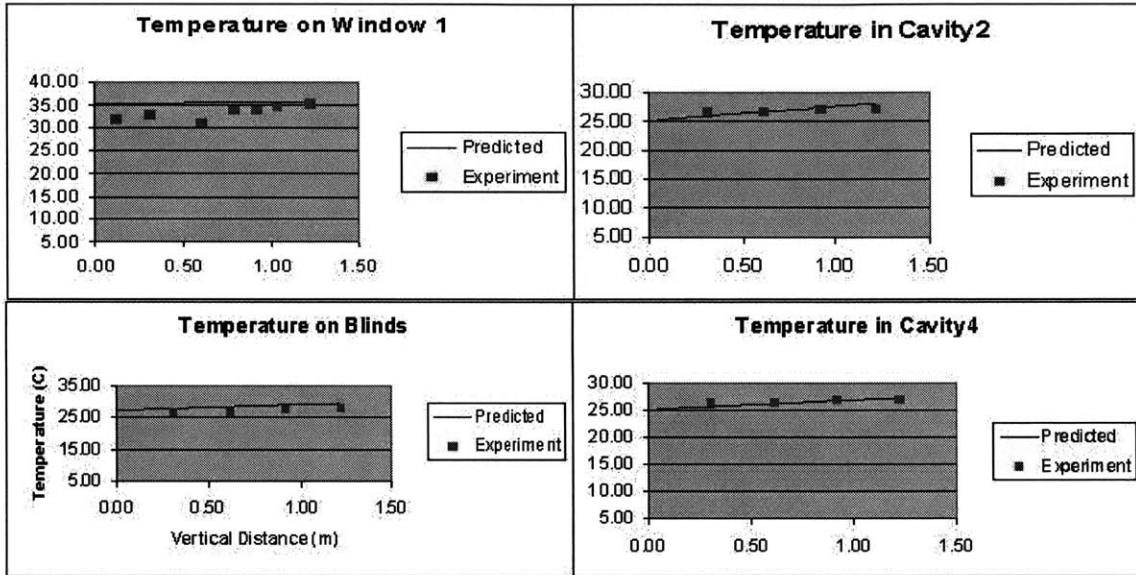 Temperature on Window 1
40.00
35.00
30.00
25.00
20.00
15.00
10.00
5.00
0.00 0.50 1.00 1.50
Predicted
Experiment
Temperature in Cavity2
30.00
25.00
20.00
15.00
10.00
5.00
0.00 0.50 1.00 1.50
Predicted
Experiment
Temperature on Blinds
Temperature (C)
35.00
25.00
15.00
5.00
0.00 0.50 1.00 1.50
Vertical Distance (m)
Predicted
Experiment
Temperature in Cavity4
30.00
25.00
20.00
15.00
10.00
5.00
0.00 0.50 1.00 1.50
Predicted
Experiment